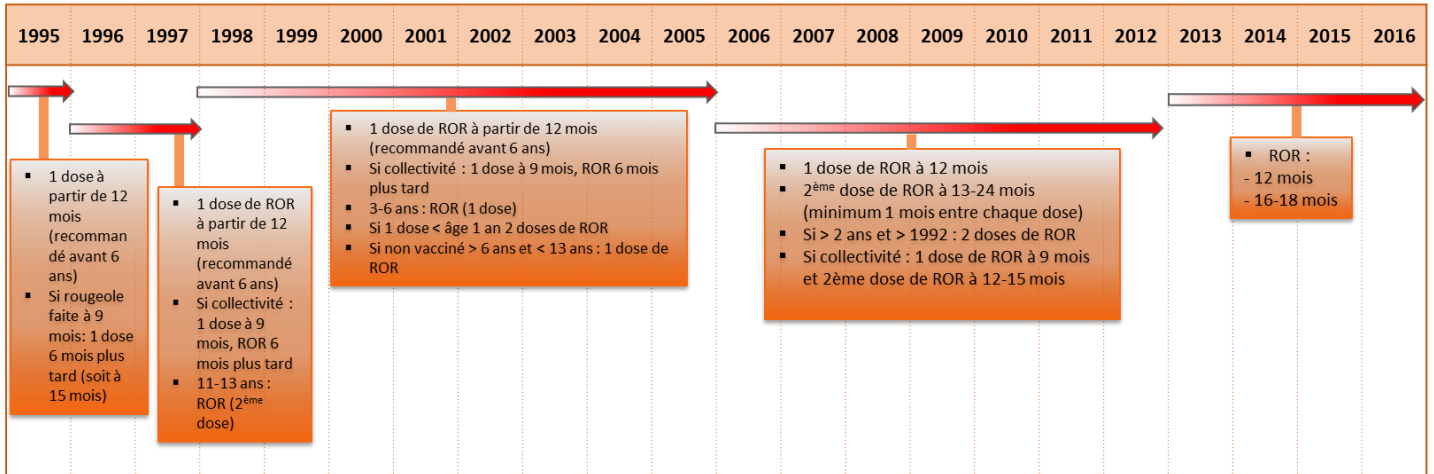 1995 1996 1997 1998 1999 2000 2001 2002 2003 2004 2005 2006 2007 2008 2009 2010 2011 2012 2013 2014 2015 2016
▪ 1 dose à
partir de 12
mois
(recomman
dé avant 6
ans)
▪ Si rougeole
faite à 9
mois: 1 dose
6 mois plus
tard (soit à
15 mois)
▪ 1 dose de ROR
à partir de 12
mois
(recommandé
avant 6 ans)
▪ Si collectivité :
1 dose à 9
mois, ROR 6
mois plus tard
▪ 11-13 ans :
ROR (2ème
dose)
▪ 1 dose de ROR à partir de 12 mois
(recommandé avant 6 ans)
▪ Si collectivité : 1 dose à 9 mois, ROR 6 mois
plus tard
▪ 3-6 ans : ROR (1 dose)
▪ Si 1 dose < âge 1 an 2 doses de ROR
▪ Si non vacciné > 6 ans et < 13 ans : 1 dose de
ROR
▪ 1 dose de ROR à 12 mois
▪ 2ème dose de ROR à 13-24 mois
(minimum 1 mois entre chaque dose)
▪ Si > 2 ans et > 1992 : 2 doses de ROR
▪ Si collectivité : 1 dose de ROR à 9 mois
et 2ème dose de ROR à 12-15 mois
▪ ROR :
- 12 mois
- 16-18 mois